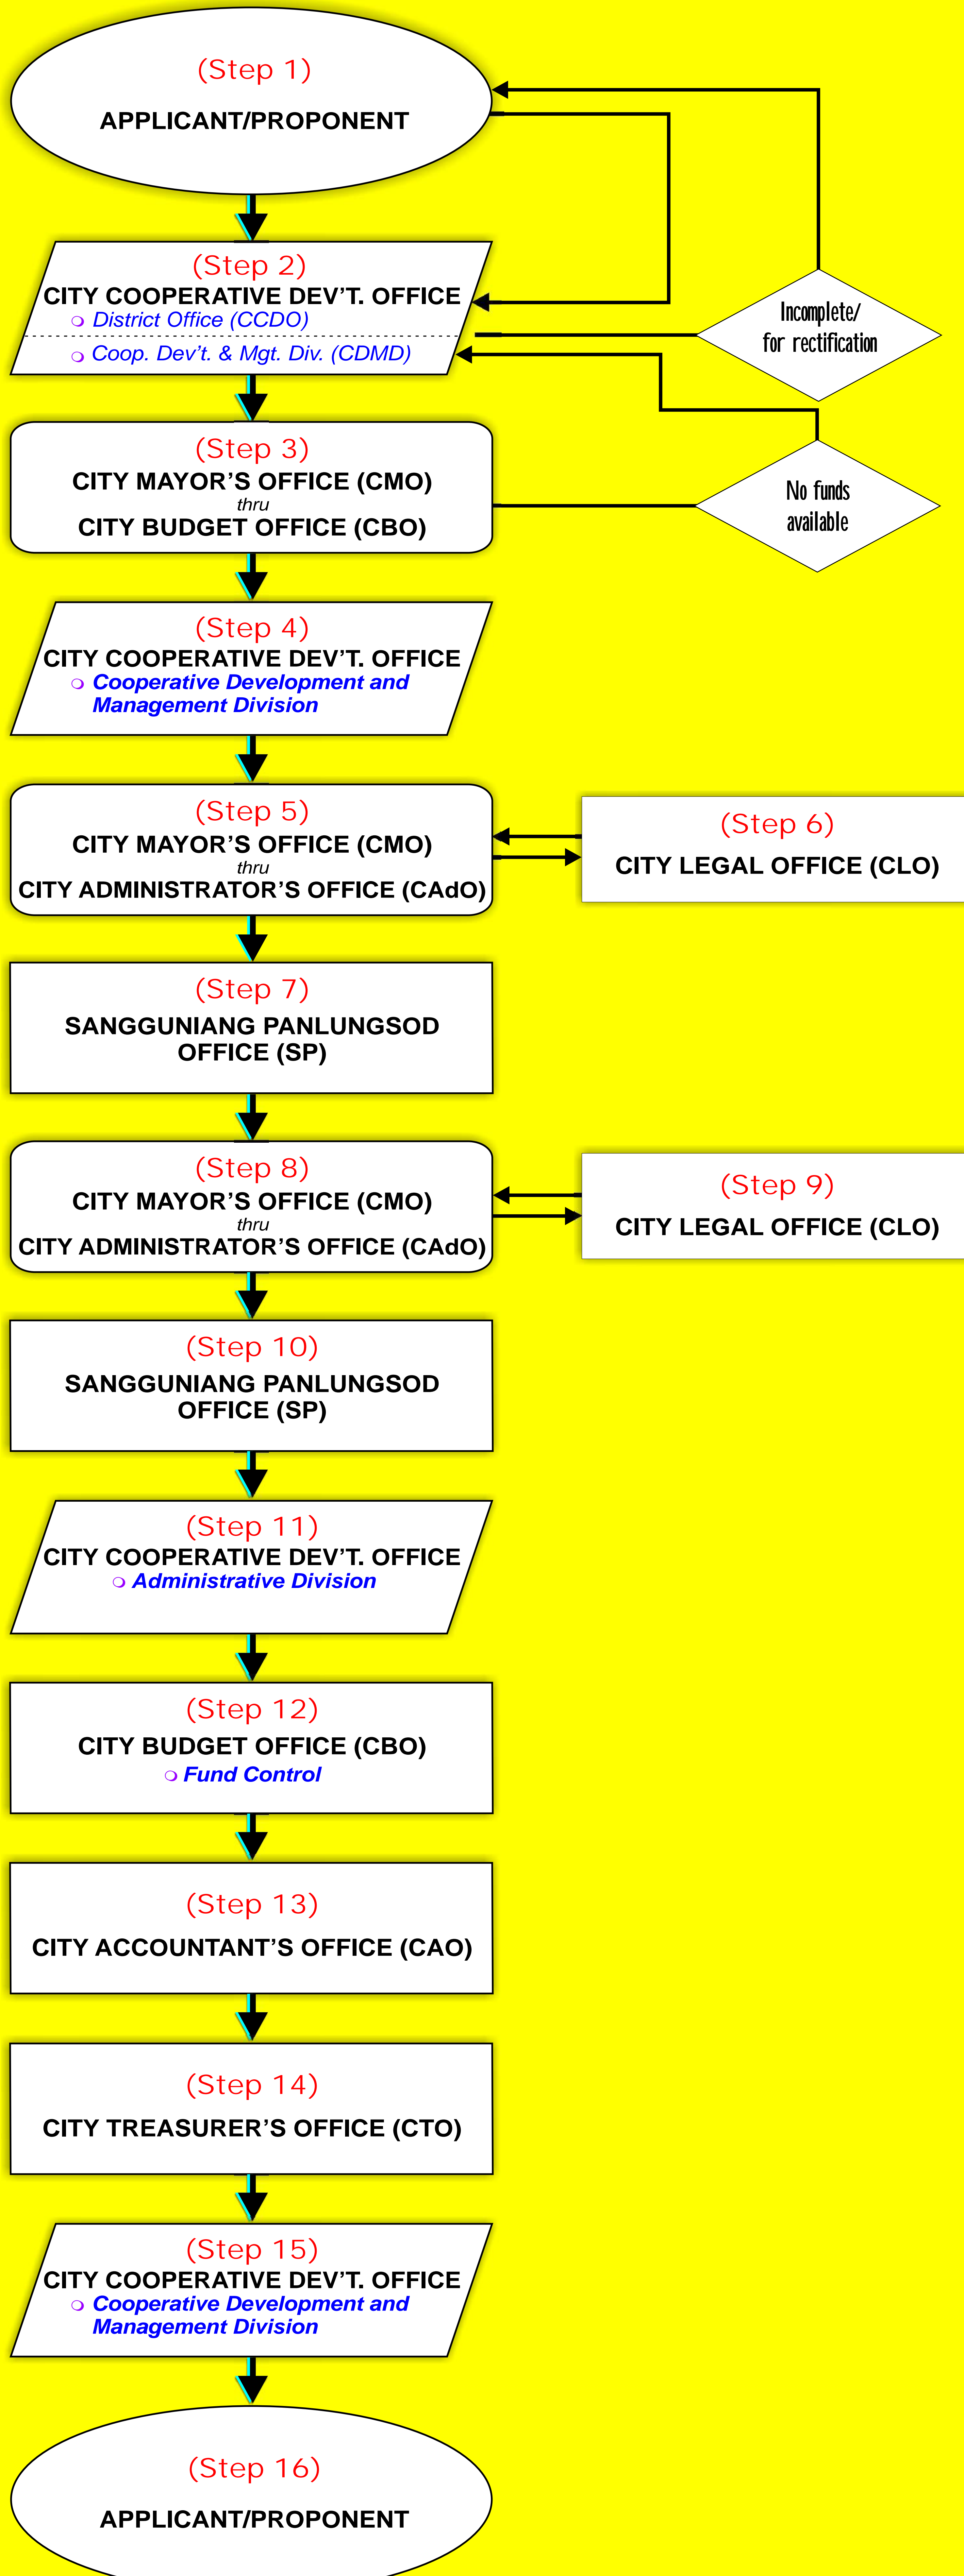 (Step 1)
APPLICANT/PROPONENT
(Step 2)
CITY COOPERATIVE DEV'T. OFFICE
District Office (CCDO)
Coop. Dev't. & Mgt. Div. (CDMD)
Incomplete/
for rectification
(Step 3)
CITY MAYOR'S OFFICE (CMO)
thru
CITY BUDGET OFFICE (CBO)
No funds
available
(Step 4)
CITY COOPERATIVE DEV'T. OFFICE
Cooperative Development and
Management Division
(Step 5)
CITY MAYOR'S OFFICE (CMO)
thru
CITY ADMINISTRATOR'S OFFICE (CAdO)
(Step 6)
CITY LEGAL OFFICE (CLO)
(Step 7)
SANGGUNIANG PANLUNGSOD
OFFICE (SP)
(Step 8)
CITY MAYOR'S OFFICE (CMO)
thru
CITY ADMINISTRATOR'S OFFICE (CAdO)
(Step 9)
CITY LEGAL OFFICE (CLO)
(Step 10)
SANGGUNIANG PANLUNGSOD
OFFICE (SP)
(Step 11)
CITY COOPERATIVE DEV'T. OFFICE
Administrative Division
(Step 12)
CITY BUDGET OFFICE (CBO)
Fund Control
(Step 13)
CITY ACCOUNTANT'S OFFICE (CAO)
(Step 14)
CITY TREASURER'S OFFICE (CTO)
(Step 15)
CITY COOPERATIVE DEV'T. OFFICE
Cooperative Development and
Management Division
(Step 16)
APPLICANT/PROPONENT